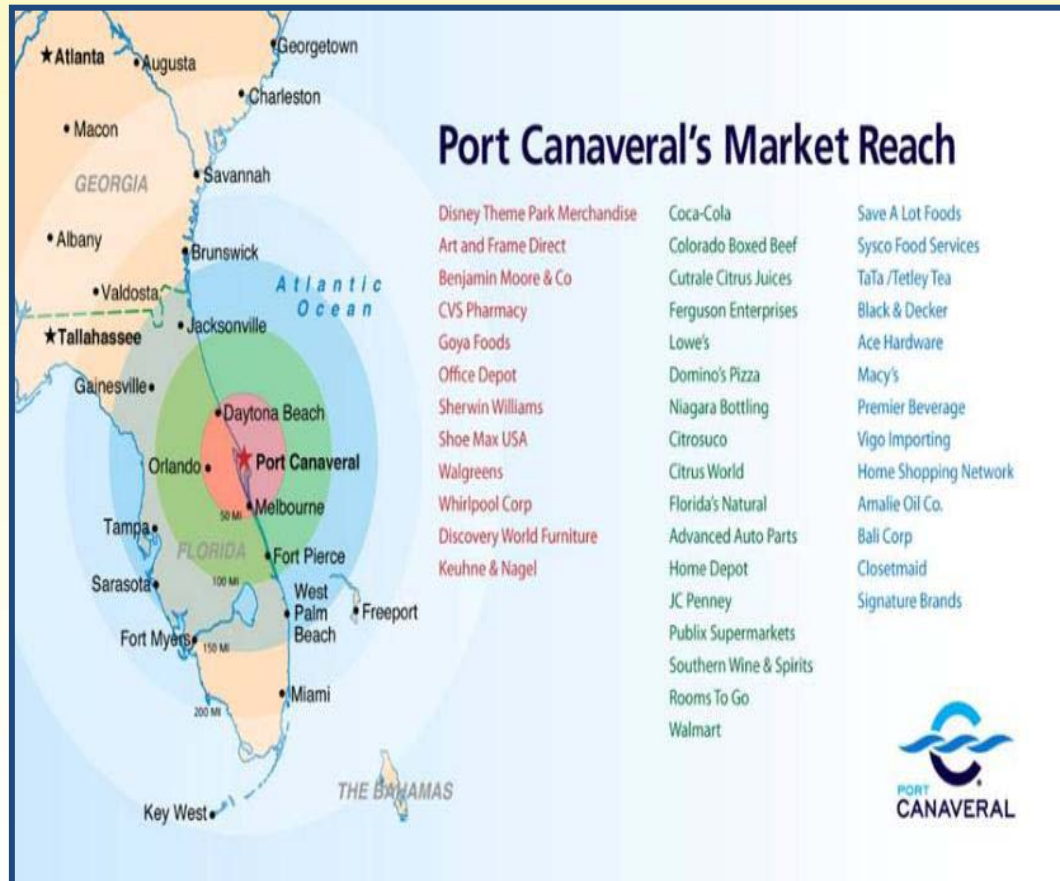 Atlanta
Augusta
Georgetown
Charleston
Macon
GEORGIA
Savannah
Albany
Brunswick
Valdosta
Atlantic
Ocean
Jacksonville
Tallahassee
Gainesville
Daytona Beach
Orlando
Port Canaveral
50 MI
Melbourne
Tampa
FLORIDA
Fort Pierce
100 MI
Sarasota
West
Palm
Beach
Freeport
Fort Myers
150 MI
Miami
200 MI
THE BAHAMAS
Key West
Port Canaveral's Market Reach
Disney Theme Park Merchandise
Art and Frame Direct
Benjamin Moore & Co
CVS Pharmacy
Goya Foods
Office Depot
Sherwin Williams
Shoe Max USA
Walgreens
Whirlpool Corp
Discovery World Furniture
Keuhne & Nagel
Coca-Cola
Colorado Boxed Beef
Cutrale Citrus Juices
Ferguson Enterprises
Lowe's
Domino's Pizza
Niagara Bottling
Citrosuco
Citrus World
Florida's Natural
Advanced Auto Parts
Home Depot
JC Penney
Publix Supermarkets
Southern Wine & Spirits
Rooms To Go
Walmart
Save A Lot Foods
Sysco Food Services
TaTa /Tetley Tea
Black & Decker
Ace Hardware
Macy's
Premier Beverage
Vigo Importing
Home Shopping Network
Amalie Oil Co.
Bali Corp
Closetmaid
Signature Brands
PORT
CANAVERAL